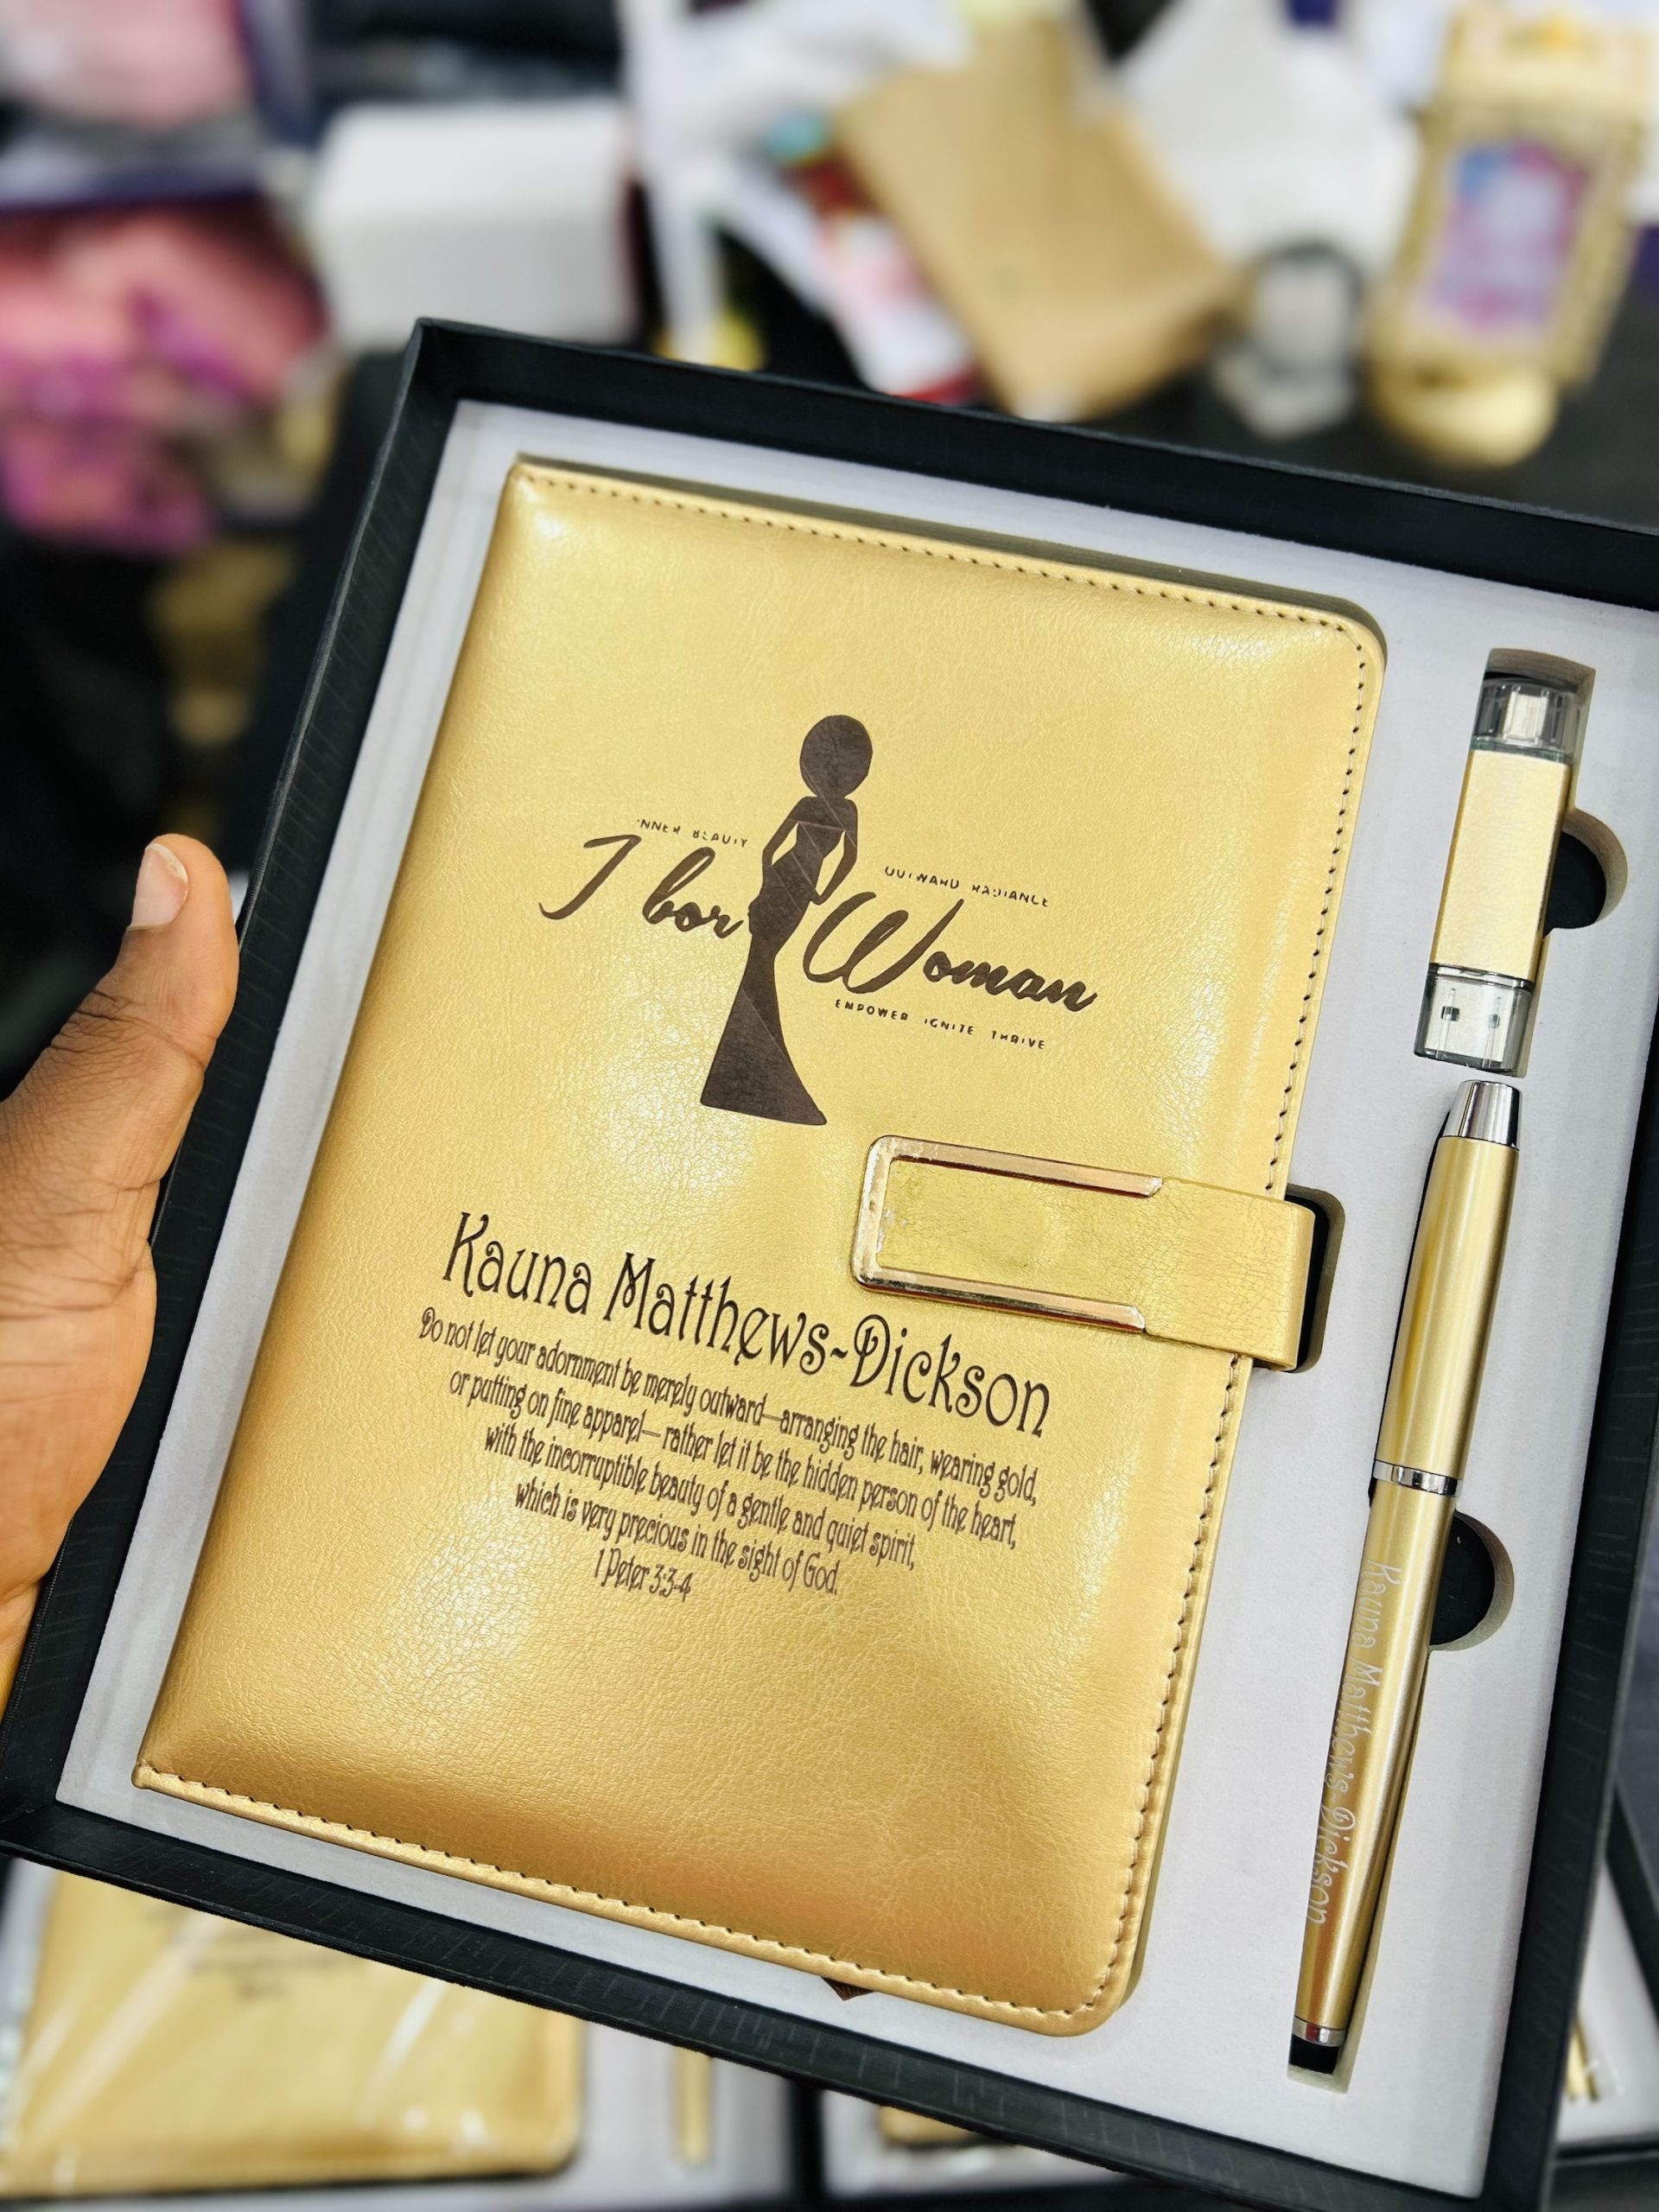 INNER BEAUTY
OUTWARD RADIANCE
I bor Woman
EMPOWER IGNITE THRIVE
Kauna Matthews-Dickson
Do not let your adornment be merely outward—arranging the hair, wearing gold,
or putting on fine apparel— rather let it be the hidden person of the heart,
with the incorruptible beauty of a gentle and quiet spirit,
which is very precious in the sight of God.
1 Peter 3:3-4
Kauna Matthews-Dickson